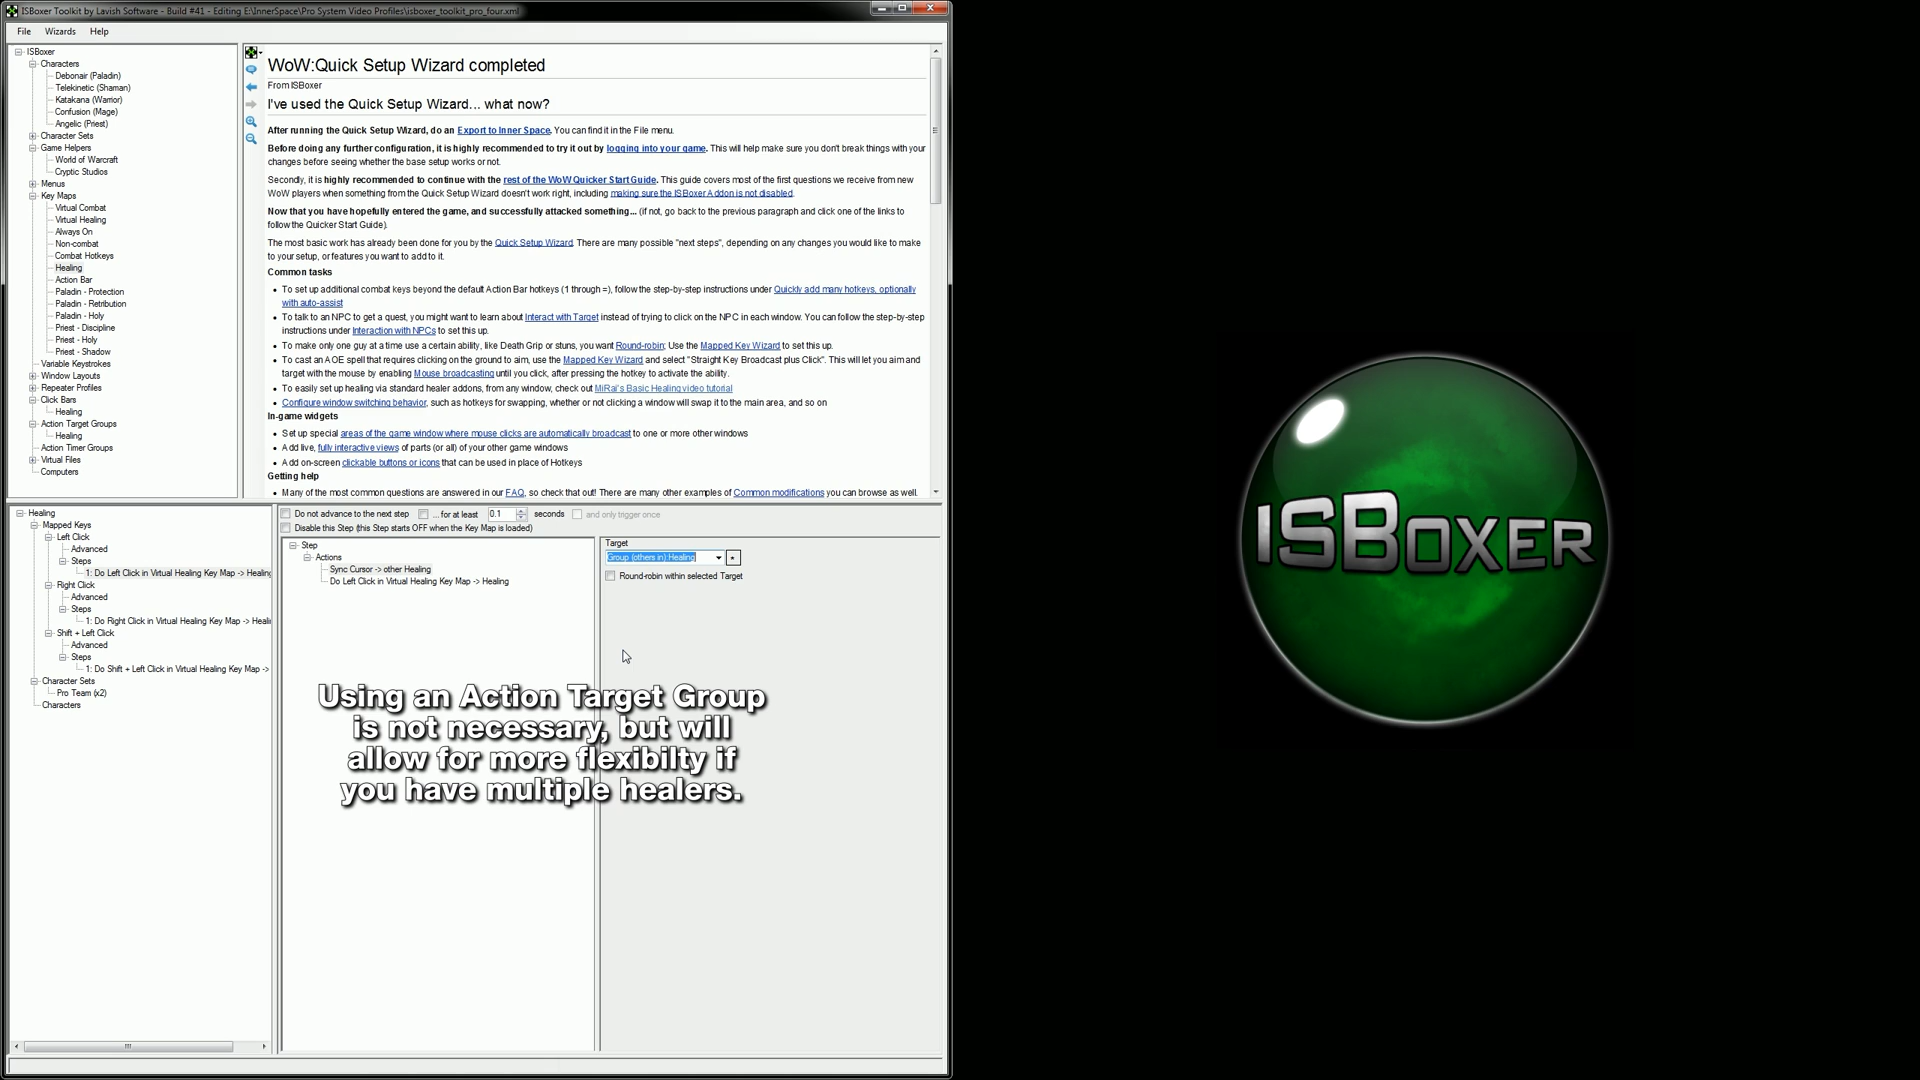 ISBoxer Toolkit by Lavish Software - Build #41 - Editing E:\InnerSpace\Pro System Video Profiles\isboxer_toolkit_pro_four.xml
File Wizards Help
ISBoxer
Characters
Debonair (Paladin)
Telekinetic (Shaman)
Katakana (Warrior)
Confusion (Mage)
Angelic (Priest)
Character Sets
Game Helpers
World of Warcraft
Cryptic Studios
Menus
Key Maps
Virtual Combat
Virtual Healing
Always On
Non-combat
Combat Hotkeys
Healing
Action Bar
Paladin - Protection
Paladin - Retribution
Paladin - Holy
Priest - Discipline
Priest - Holy
Priest - Shadow
Variable Keystrokes
Window Layouts
Repeater Profiles
Click Bars
Healing
Action Target Groups
Healing
Action Timer Groups
Virtual Files
Computers
WoW:Quick Setup Wizard completed
From ISBoxer
I've used the Quick Setup Wizard... what now?
After running the Quick Setup Wizard, do an Export to Inner Space. You can find it in the File menu.
Before doing any further configuration, it is highly recommended to try it out by logging into your game. This will help make sure you don't break things with your
changes before seeing whether the base setup works or not.
Secondly, it is highly recommended to continue with the rest of the WoW Quicker Start Guide. This guide covers most of the first questions we receive from new
WoW players when something from the Quick Setup Wizard doesn't work right, including making sure the ISBoxer Addon is not disabled.
Now that you have hopefully entered the game, and successfully attacked something... (if not, go back to the previous paragraph and click one of the links to
follow the Quicker Start Guide).
The most basic work has already been done for you by the Quick Setup Wizard. There are many possible "next steps", depending on any changes you would like to make
to your setup, or features you want to add to it.
Common tasks
• To set up additional combat keys beyond the default Action Bar hotkeys (1 through =), follow the step-by-step instructions under Quickly add many hotkeys, optionally
with auto-assist
• To talk to an NPC to get a quest, you might want to learn about Interact with Target instead of trying to click on the NPC in each window. You can follow the step-by-step
instructions under Interaction with NPCs to set this up.
• To make only one guy at a time use a certain ability, like Death Grip or stuns, you want Round-robin; Use the Mapped Key Wizard to set this up.
• To cast an AOE spell that requires clicking on the ground to aim, use the Mapped Key Wizard and select "Straight Key Broadcast plus Click". This will let you aim and
target with the mouse by enabling Mouse broadcasting until you click, after pressing the hotkey to activate the ability.
• To easily set up healing via standard healer addons, from any window, check out MiRai's Basic Healing video tutorial
• Configure window switching behavior, such as hotkeys for swapping, whether or not clicking a window will swap it to the main area, and so on
In-game widgets
• Set up special areas of the game window where mouse clicks are automatically broadcast to one or more other windows
• Add live, fully interactive views of parts (or all) of your other game windows
• Add on-screen clickable buttons or icons that can be used in place of Hotkeys
Getting help
• Many of the most common questions are answered in our FAQ, so check that out! There are many other examples of Common modifications you can browse as well.
Healing
Mapped Keys
Left Click
Advanced
Steps
1: Do Left Click in Virtual Healing Key Map -> Healing
Right Click
Advanced
Steps
1: Do Right Click in Virtual Healing Key Map -> Heali
Shift + Left Click
Advanced
Steps
1: Do Shift + Left Click in Virtual Healing Key Map ->
Character Sets
Pro Team (x2)
Characters
Do not advance to the next step ...for at least 0.1 seconds and only trigger once
Disable this Step (this Step starts OFF when the Key Map is loaded)
Step
Actions
Sync Cursor -> other Healing
Do Left Click in Virtual Healing Key Map -> Healing
Target
Group (others in):Healing
Round-robin within selected Target
Using an Action Target Group
is not necessary, but will
allow for more flexibilty if
you have multiple healers.
ISBOXER